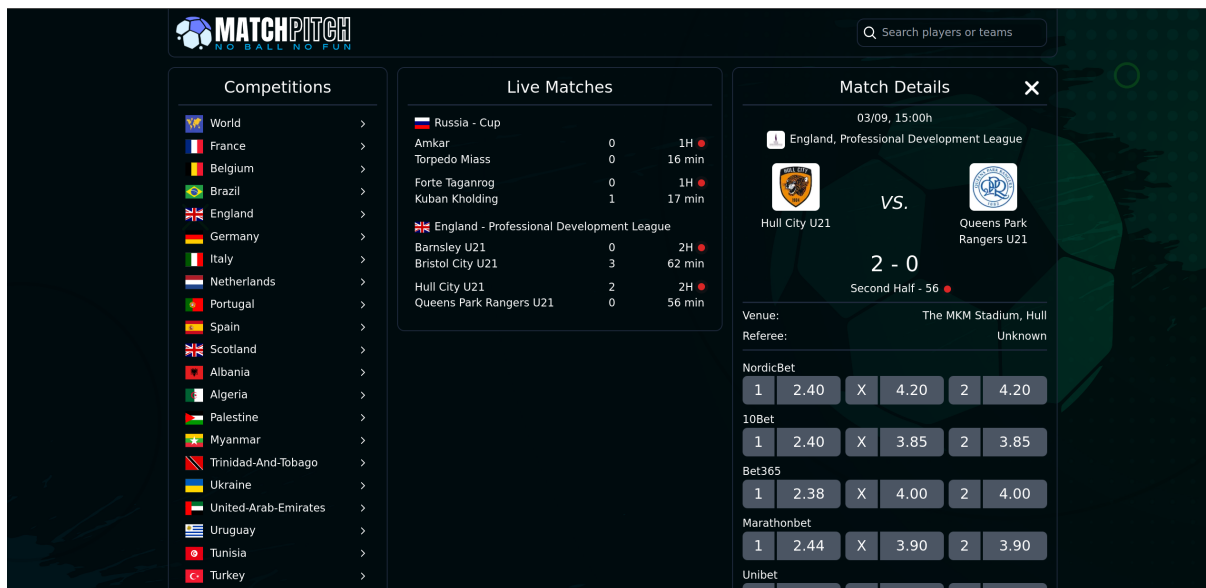 MATCHPITCH
NO BALL NO FUN
Search players or teams
Competitions
World
France
Belgium
Brazil
England
Germany
Italy
Netherlands
Portugal
Spain
Scotland
Albania
Algeria
Palestine
Myanmar
Trinidad-And-Tobago
Ukraine
United-Arab-Emirates
Uruguay
Tunisia
Turkey
Live Matches
Russia - Cup
Amkar 0 1H
Torpedo Miass 0 16 min
Forte Taganrog 0 1H
Kuban Kholding 1 17 min
England - Professional Development League
Barnsley U21 0 2H
Bristol City U21 3 62 min
Hull City U21 2 2H
Queens Park Rangers U21 0 56 min
Match Details
03/09, 15:00h
England, Professional Development League
HULL CITY
VS.
Hull City U21
Queens Park
Rangers U21
2 - 0
Second Half - 56
Venue: The MKM Stadium, Hull
Referee: Unknown
NordicBet
1 2.40 X 4.20 2 4.20
10Bet
1 2.40 X 3.85 2 3.85
Bet365
1 2.38 X 4.00 2 4.00
Marathonbet
1 2.44 X 3.90 2 3.90
Unibet